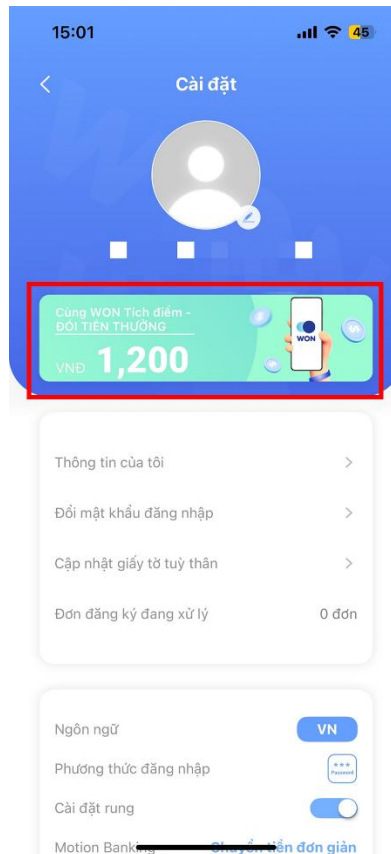 15:01
45
Cài đặt
Cùng WON Tích điểm -
ĐỔI TIỀN THƯỞNG
VNĐ 1,200
WON
Thông tin của tôi
Đổi mật khẩu đăng nhập
Cập nhật giấy tờ tuỳ thân
Đơn đăng ký đang xử lý 0 đơn
Ngôn ngữ VN
Phương thức đăng nhập
***
Password
Cài đặt rung
Motion Banking Chuyển tiền đơn giản